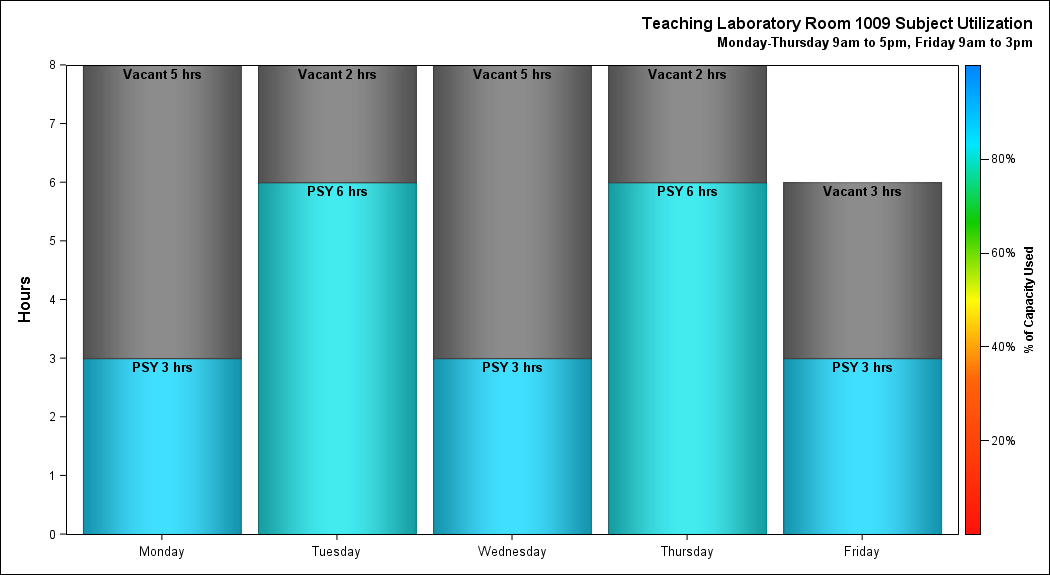 Teaching Laboratory Room 1009 Subject Utilization
Monday-Thursday 9am to 5pm, Friday 9am to 3pm
Hours
8
7
6
5
4
3
2
1
0
Vacant 5 hrs
PSY 3 hrs
Vacant 2 hrs
PSY 6 hrs
Vacant 5 hrs
PSY 3 hrs
Vacant 2 hrs
PSY 6 hrs
Vacant 3 hrs
PSY 3 hrs
Monday
Tuesday
Wednesday
Thursday
Friday
80%
60%
40%
20%
% of Capacity Used